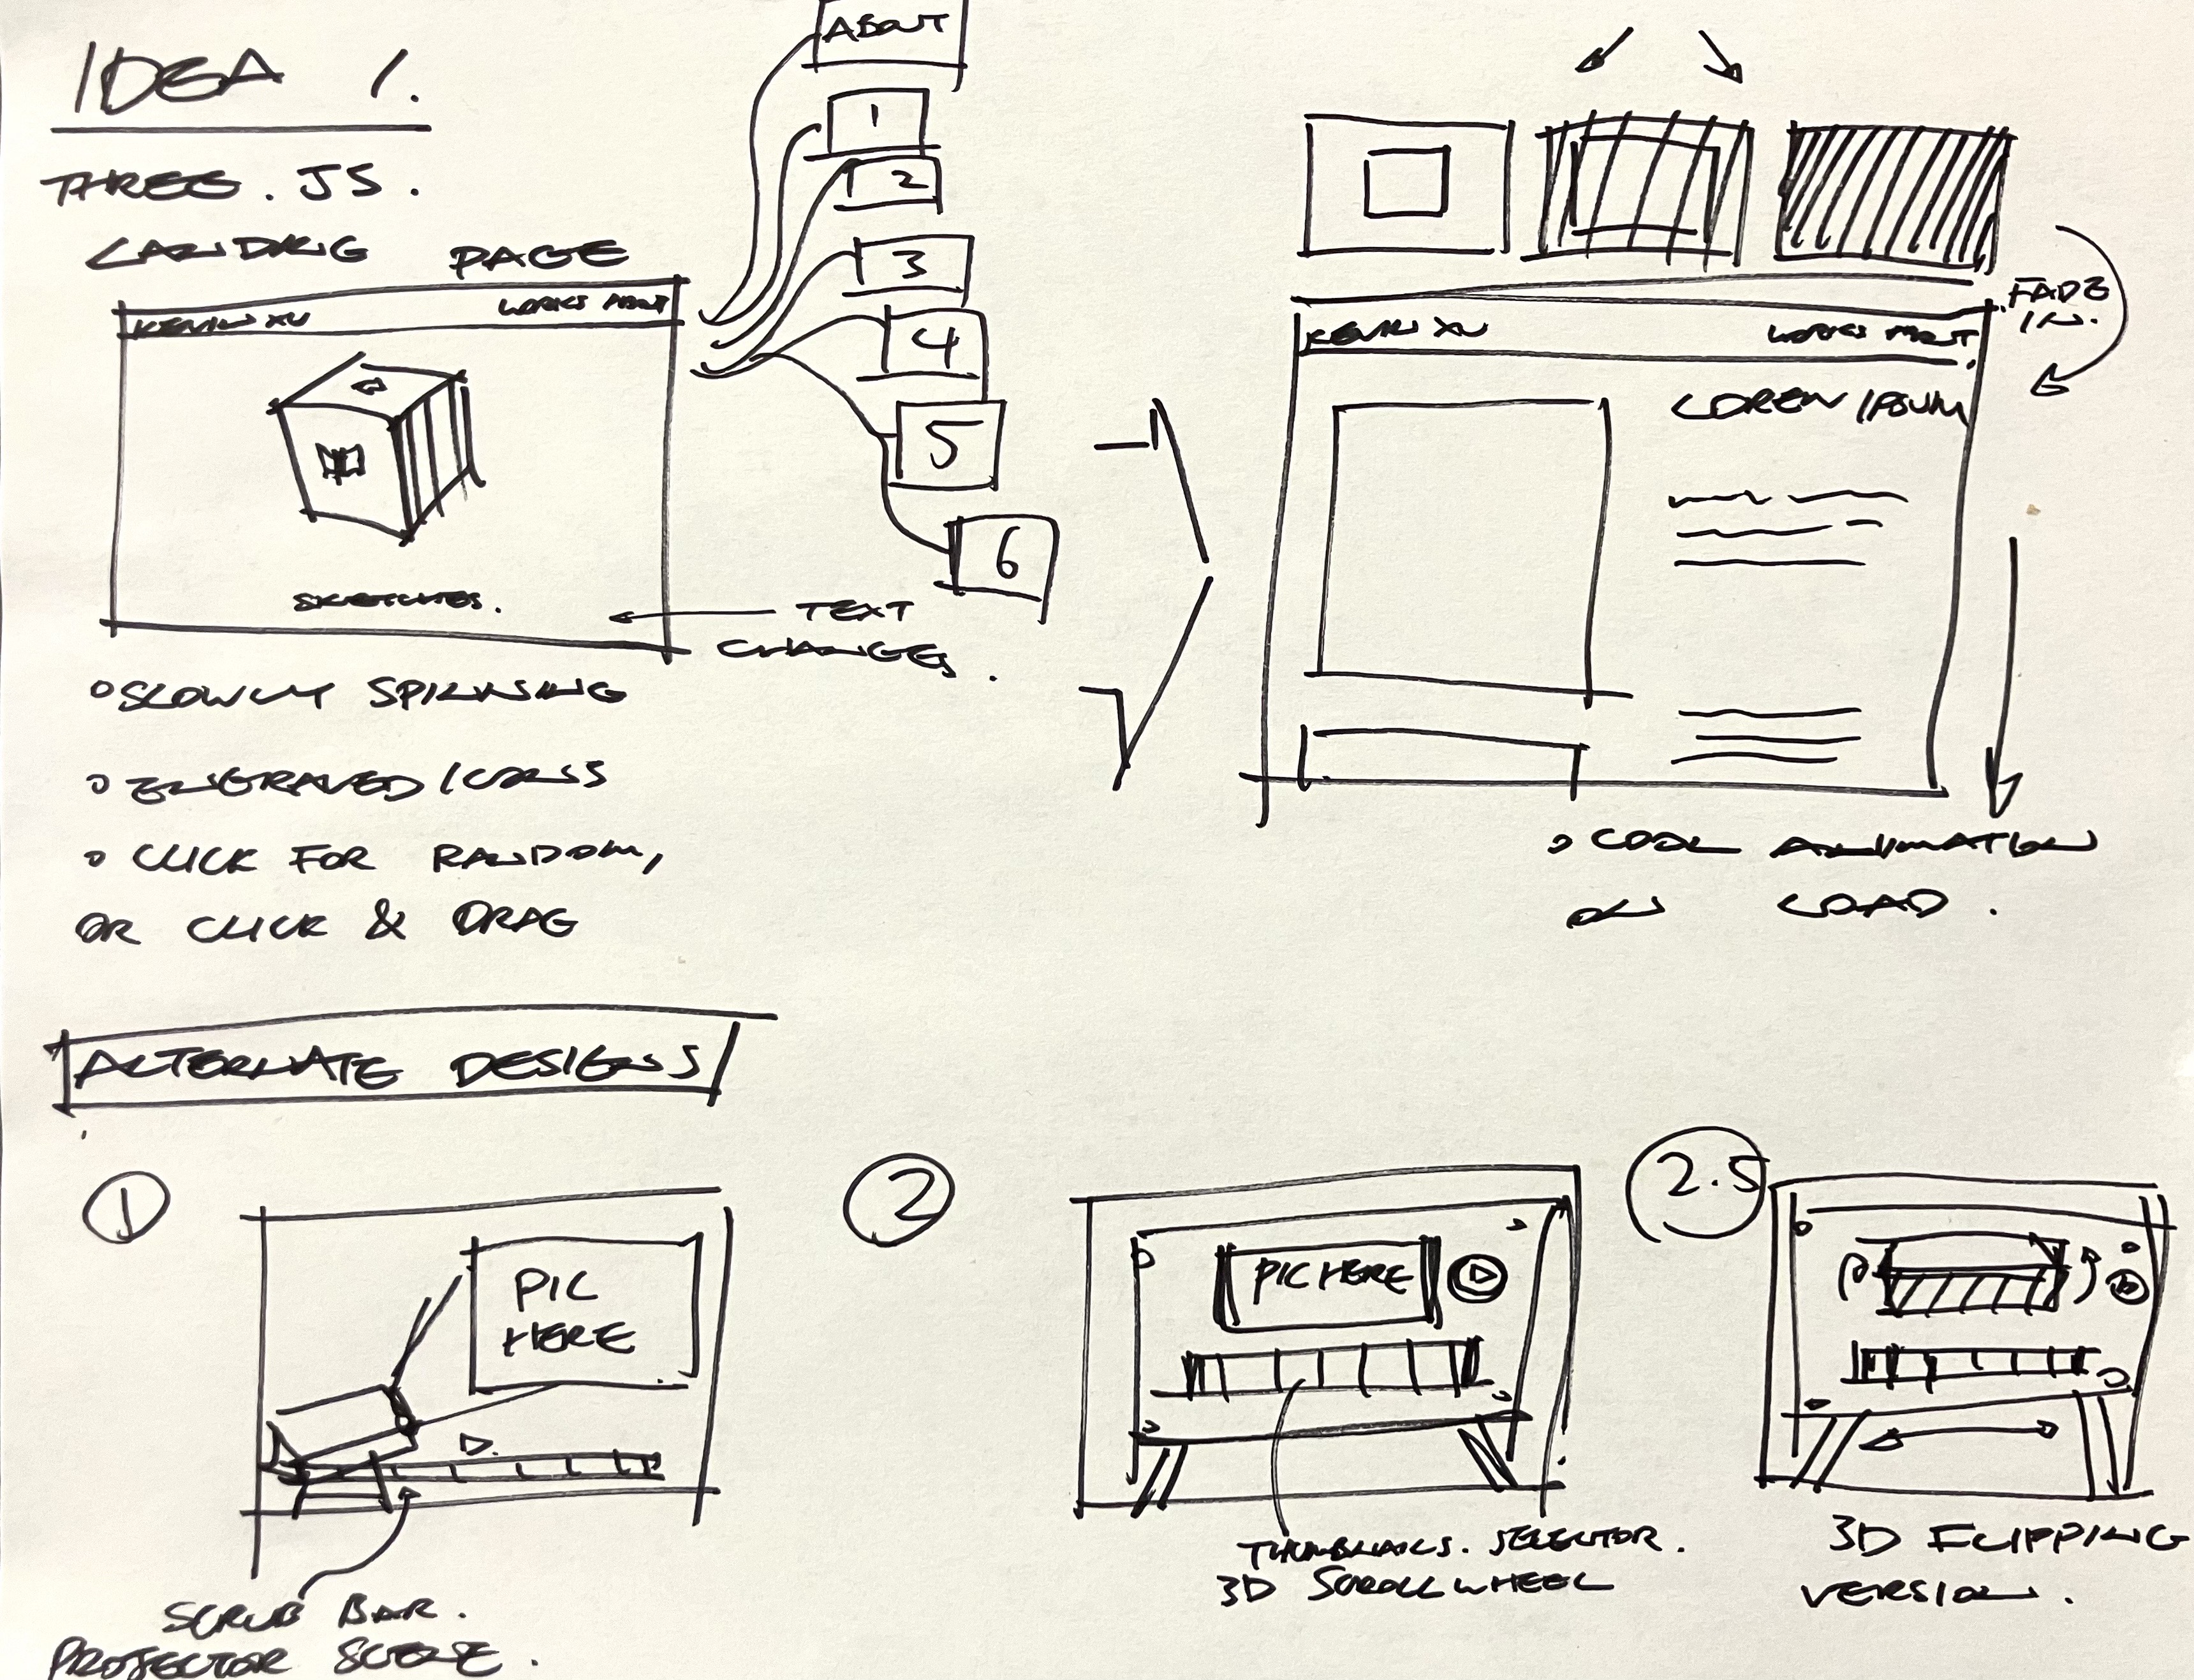 IDEA 1.
THREE.JS.
LANDING PAGE
KEVIN XU WORKS ABOUT
SKETCHES.
TEXT
CHANGES.
ABOUT
1
2
3
4
5
6
○ SLOWLY SPINNING
○ ENGRAVED ICONS
○ CLICK FOR RANDOM,
OR CLICK & DRAG
FADE
IN.
KEVIN XU WORKS ABOUT
LOREM IPSUM
○ COOL ANIMATION
ON LOAD.
ALTERNATE DESIGNS
1
PIC
HERE
SCRUB BAR.
PROJECTOR SCENE.
2
PIC HERE
THUMBNAILS. SELECTOR.
3D SCROLL WHEEL
2.5
3D FLIPPING
VERSION.